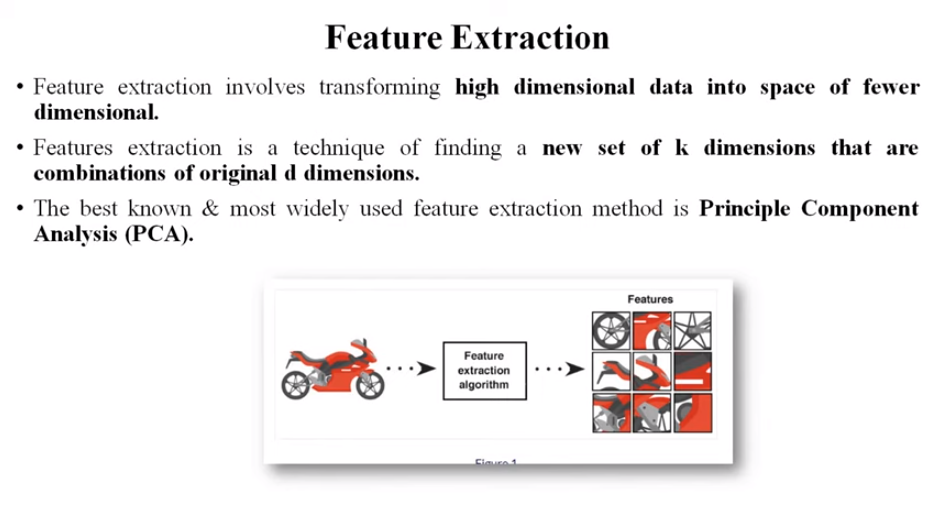 Feature Extraction
• Feature extraction involves transforming high dimensional data into space of fewer
dimensional.
• Features extraction is a technique of finding a new set of k dimensions that are
combinations of original d dimensions.
• The best known & most widely used feature extraction method is Principle Component
Analysis (PCA).
Features
Feature
extraction
algorithm
Figure 1